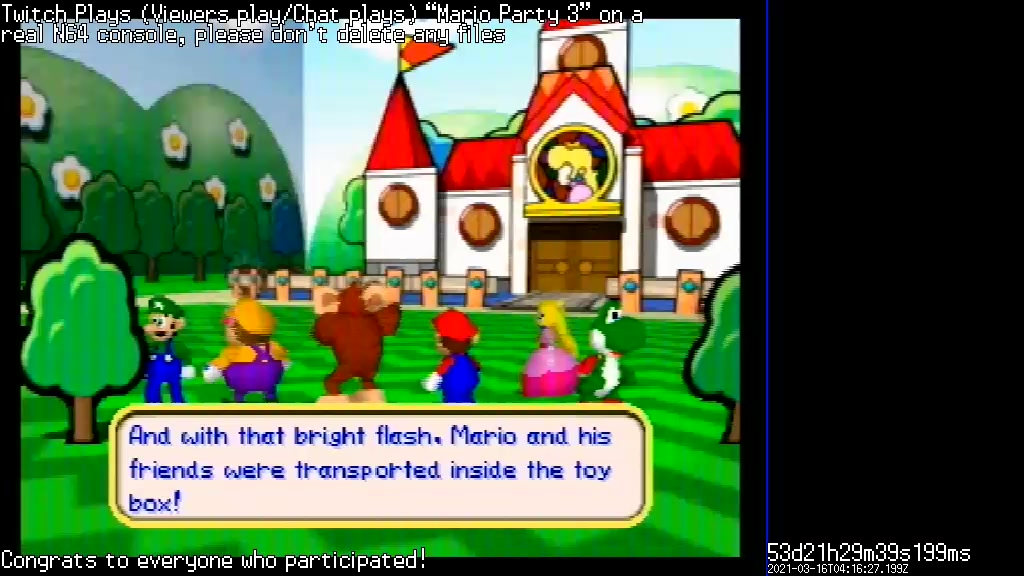 Twitch Plays (Viewers play/Chat plays) “Mario Party 3” on a
real N64 console, please don't delete any files
And with that bright flash, Mario and his
friends were transported inside the toy
box!
Congrats to everyone who participated!
53d21h29m39s199ms
2021-03-16T04:16:27.199Z